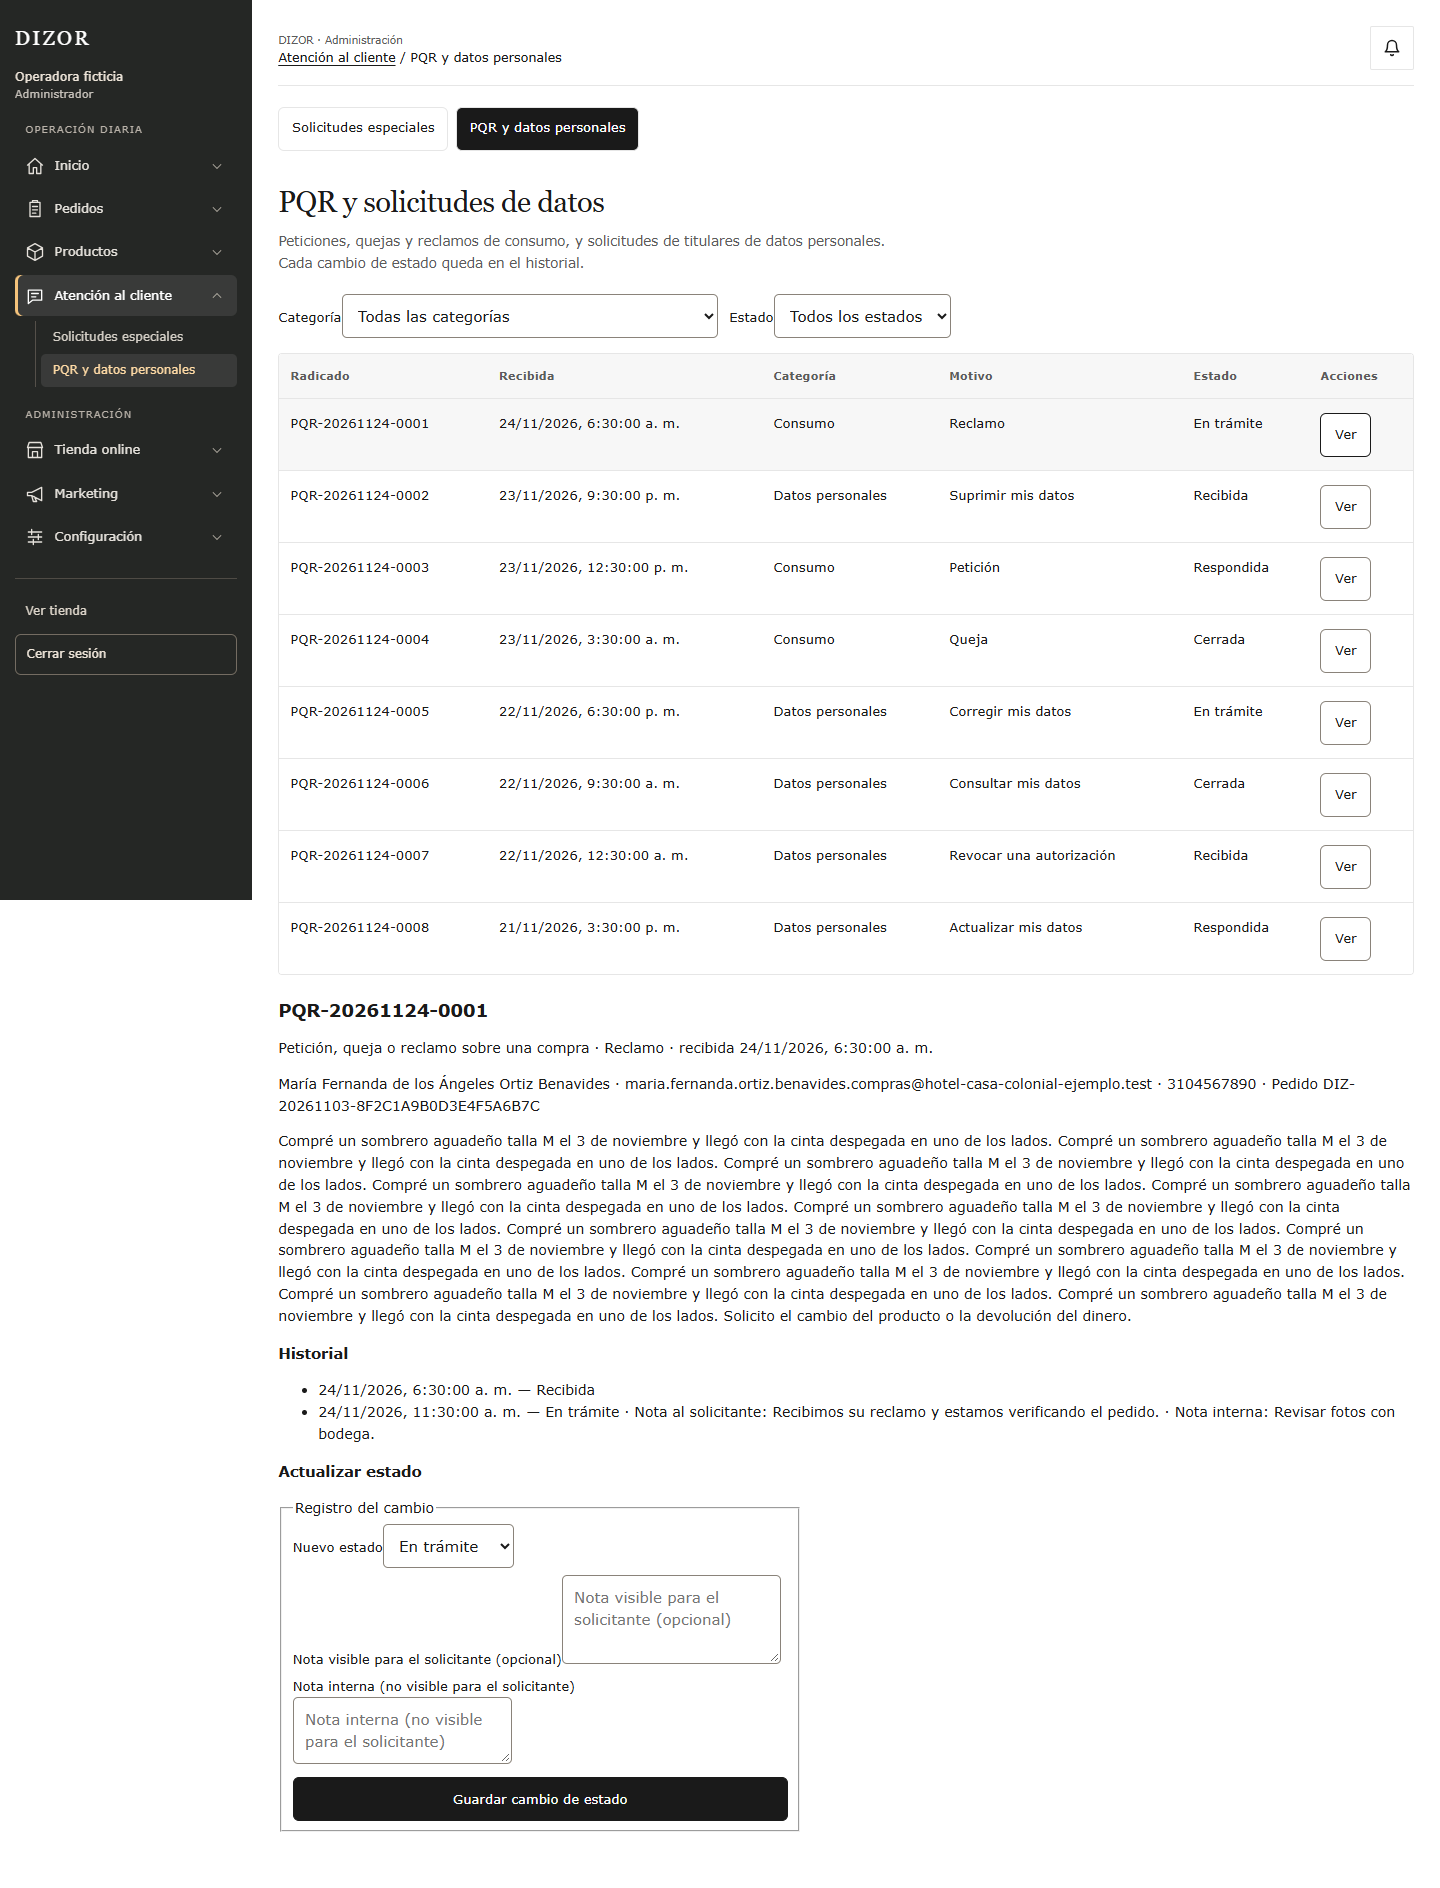 DIZOR
Operadora ficticia
Administrador
OPERACIÓN DIARIA
Inicio
Pedidos
Productos
Atención al cliente
Solicitudes especiales
PQR y datos personales
ADMINISTRACIÓN
Tienda online
Marketing
Configuración
Ver tienda
Cerrar sesión
DIZOR · Administración
Atención al cliente / PQR y datos personales
Solicitudes especiales PQR y datos personales
PQR y solicitudes de datos
Peticiones, quejas y reclamos de consumo, y solicitudes de titulares de datos personales.
Cada cambio de estado queda en el historial.
Categoría Todas las categorías Estado Todos los estados
Radicado Recibida Categoría Motivo Estado Acciones
PQR-20261124-0001 24/11/2026, 6:30:00 a. m. Consumo Reclamo En trámite Ver
PQR-20261124-0002 23/11/2026, 9:30:00 p. m. Datos personales Suprimir mis datos Recibida Ver
PQR-20261124-0003 23/11/2026, 12:30:00 p. m. Consumo Petición Respondida Ver
PQR-20261124-0004 23/11/2026, 3:30:00 a. m. Consumo Queja Cerrada Ver
PQR-20261124-0005 22/11/2026, 6:30:00 p. m. Datos personales Corregir mis datos En trámite Ver
PQR-20261124-0006 22/11/2026, 9:30:00 a. m. Datos personales Consultar mis datos Cerrada Ver
PQR-20261124-0007 22/11/2026, 12:30:00 a. m. Datos personales Revocar una autorización Recibida Ver
PQR-20261124-0008 21/11/2026, 3:30:00 p. m. Datos personales Actualizar mis datos Respondida Ver
PQR-20261124-0001
Petición, queja o reclamo sobre una compra · Reclamo · recibida 24/11/2026, 6:30:00 a. m.
María Fernanda de los Ángeles Ortiz Benavides · maria.fernanda.ortiz.benavides.compras@hotel-casa-colonial-ejemplo.test · 3104567890 · Pedido DIZ-
20261103-8F2C1A9B0D3E4F5A6B7C
Compré un sombrero aguadeño talla M el 3 de noviembre y llegó con la cinta despegada en uno de los lados. Compré un sombrero aguadeño talla M el 3 de
noviembre y llegó con la cinta despegada en uno de los lados. Compré un sombrero aguadeño talla M el 3 de noviembre y llegó con la cinta despegada en uno
de los lados. Compré un sombrero aguadeño talla M el 3 de noviembre y llegó con la cinta despegada en uno de los lados. Compré un sombrero aguadeño talla
M el 3 de noviembre y llegó con la cinta despegada en uno de los lados. Compré un sombrero aguadeño talla M el 3 de noviembre y llegó con la cinta
despegada en uno de los lados. Compré un sombrero aguadeño talla M el 3 de noviembre y llegó con la cinta despegada en uno de los lados. Compré un
sombrero aguadeño talla M el 3 de noviembre y llegó con la cinta despegada en uno de los lados. Compré un sombrero aguadeño talla M el 3 de noviembre y
llegó con la cinta despegada en uno de los lados. Compré un sombrero aguadeño talla M el 3 de noviembre y llegó con la cinta despegada en uno de los lados.
Compré un sombrero aguadeño talla M el 3 de noviembre y llegó con la cinta despegada en uno de los lados. Compré un sombrero aguadeño talla M el 3 de
noviembre y llegó con la cinta despegada en uno de los lados. Solicito el cambio del producto o la devolución del dinero.
Historial
• 24/11/2026, 6:30:00 a. m. — Recibida
• 24/11/2026, 11:30:00 a. m. — En trámite · Nota al solicitante: Recibimos su reclamo y estamos verificando el pedido. · Nota interna: Revisar fotos con
bodega.
Actualizar estado
Registro del cambio
Nuevo estado En trámite
Nota visible para el
solicitante (opcional)
Nota visible para el solicitante (opcional)
Nota interna (no visible para el solicitante)
Nota interna (no visible
para el solicitante)
Guardar cambio de estado